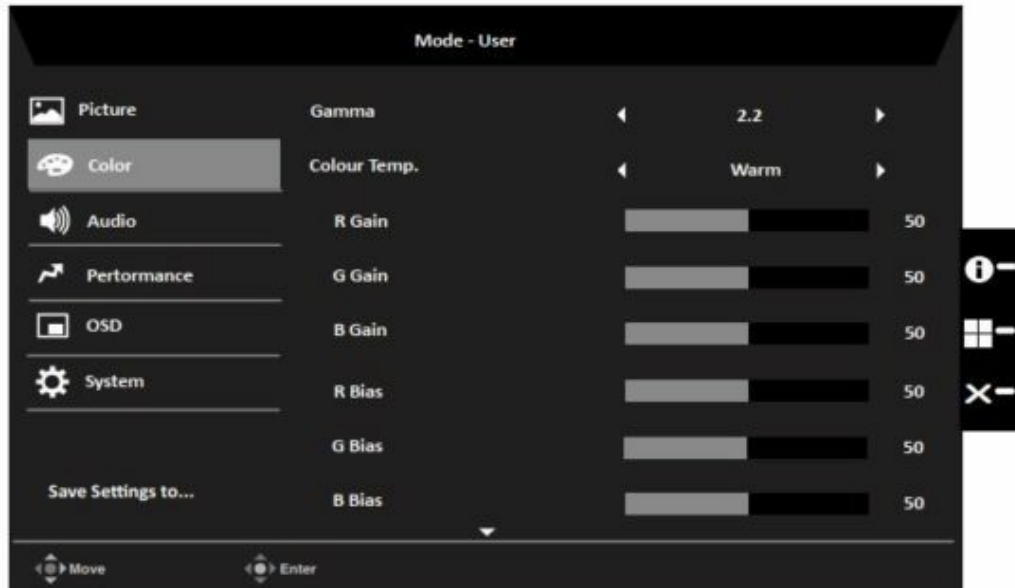 Mode - User
Picture
Gamma
2.2
Color
Colour Temp.
Warm
Audio
R Gain
50
Pertormance
G Gain
50
OSD
B Gain
50
System
R Bias
50
G Bias
50
Save Settings to...
B Bias
50
Move
Enter